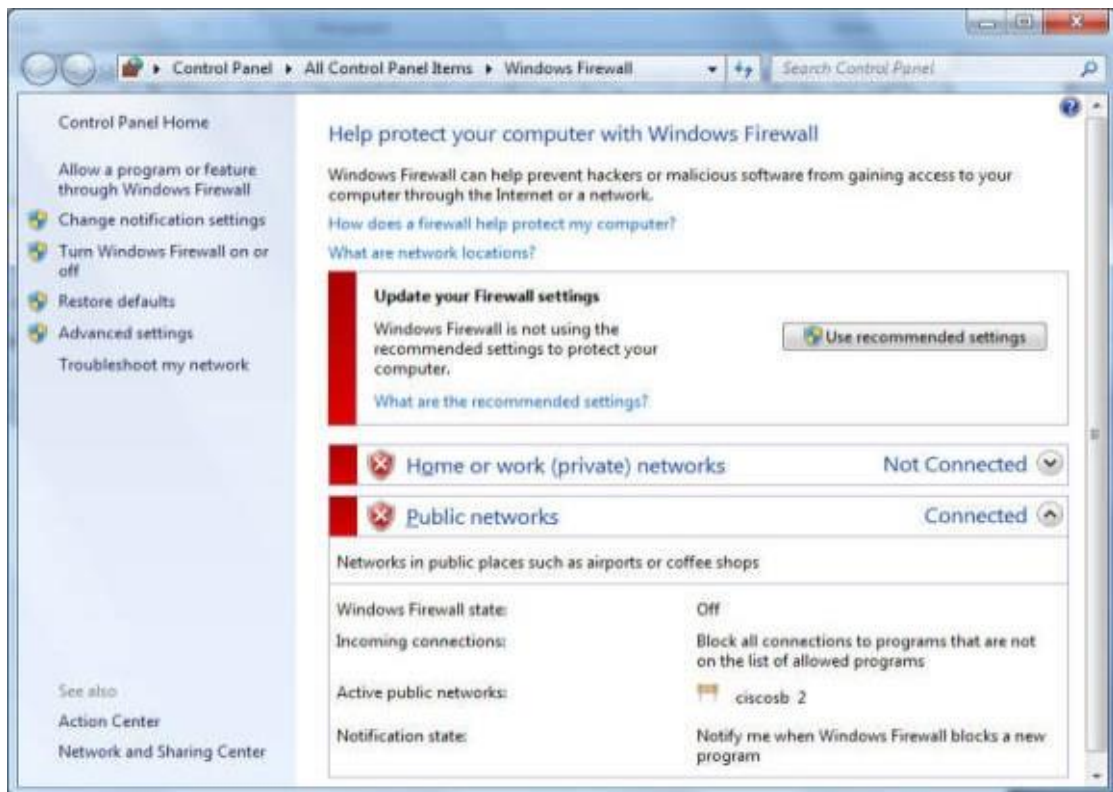 Control Panel ▸ All Control Panel Items ▸ Windows Firewall
Search Control Panel
Control Panel Home
Allow a program or feature
through Windows Firewall
Change notification settings
Turn Windows Firewall on or
off
Restore defaults
Advanced settings
Troubleshoot my network
See also
Action Center
Network and Sharing Center
Help protect your computer with Windows Firewall
Windows Firewall can help prevent hackers or malicious software from gaining access to your
computer through the Internet or a network.
How does a firewall help protect my computer?
What are network locations?
Update your Firewall settings
Windows Firewall is not using the
recommended settings to protect your
computer.
What are the recommended settings?
Use recommended settings
Home or work (private) networks Not Connected
Public networks Connected
Networks in public places such as airports or coffee shops
Windows Firewall state: Off
Incoming connections: Block all connections to programs that are not
on the list of allowed programs
Active public networks: ciscosb 2
Notification state: Notify me when Windows Firewall blocks a new
program